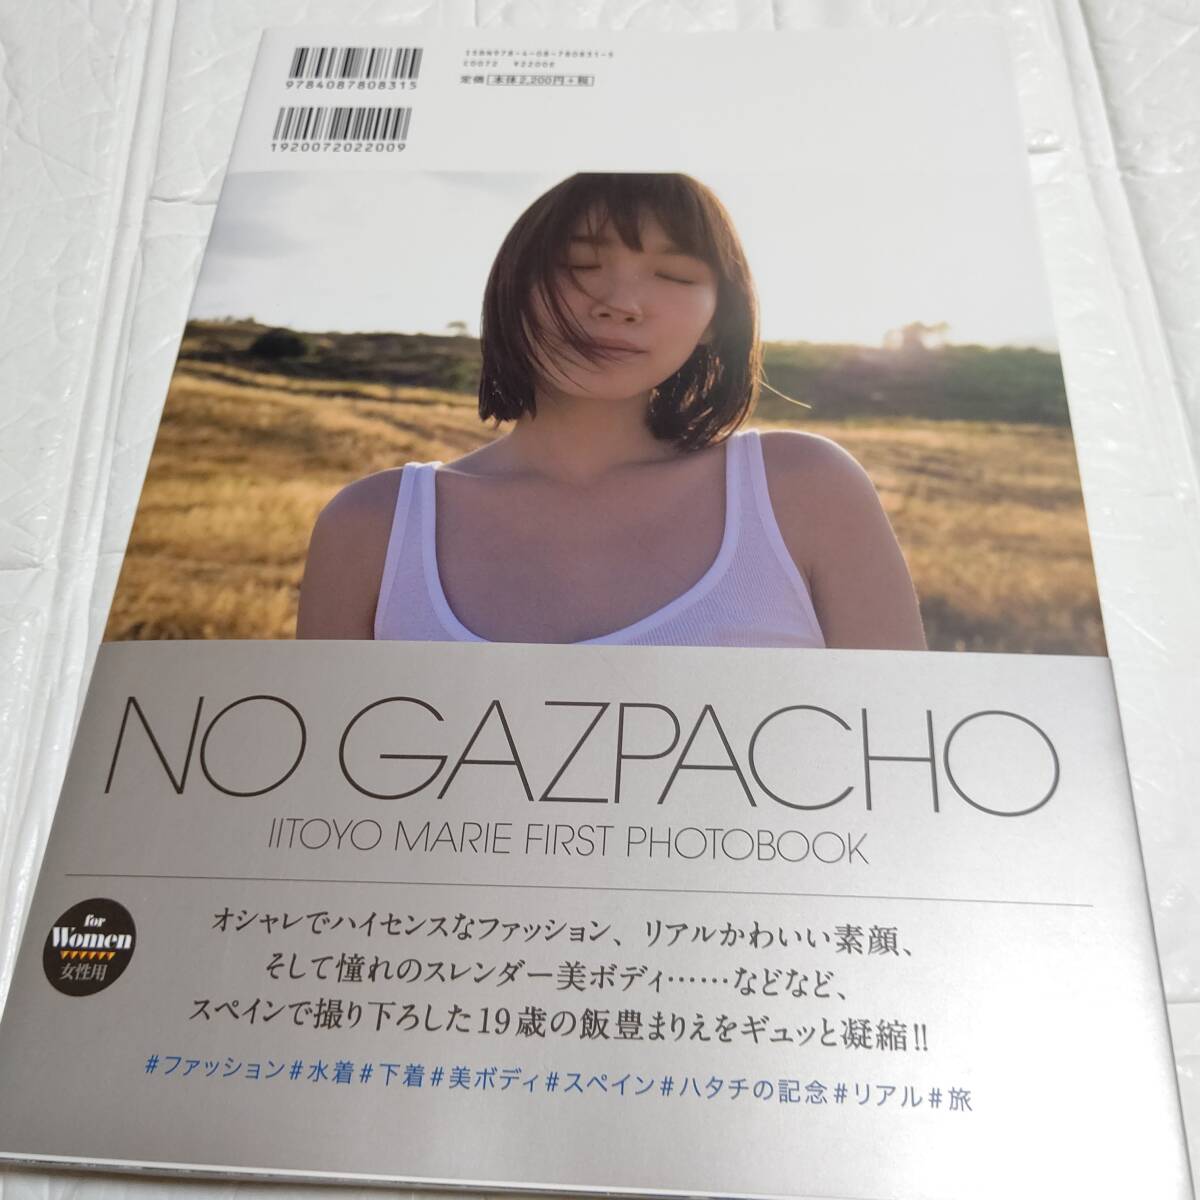 ISBN978-4-08-780831-5
C0072 ¥2200E
定価 本体2,200円+税
9784087808315
1920072022009
NO GAZPACHO
IITOYO MARIE FIRST PHOTOBOOK
for
Women
女性用
オシャレでハイセンスなファッション、リアルかわいい素顔、
そして憧れのスレンダー美ボディ……などなど、
スペインで撮り下ろした19歳の飯豊まりえをギュッと凝縮!!
#ファッション#水着#下着#美ボディ#スペイン#ハタチの記念#リアル#旅